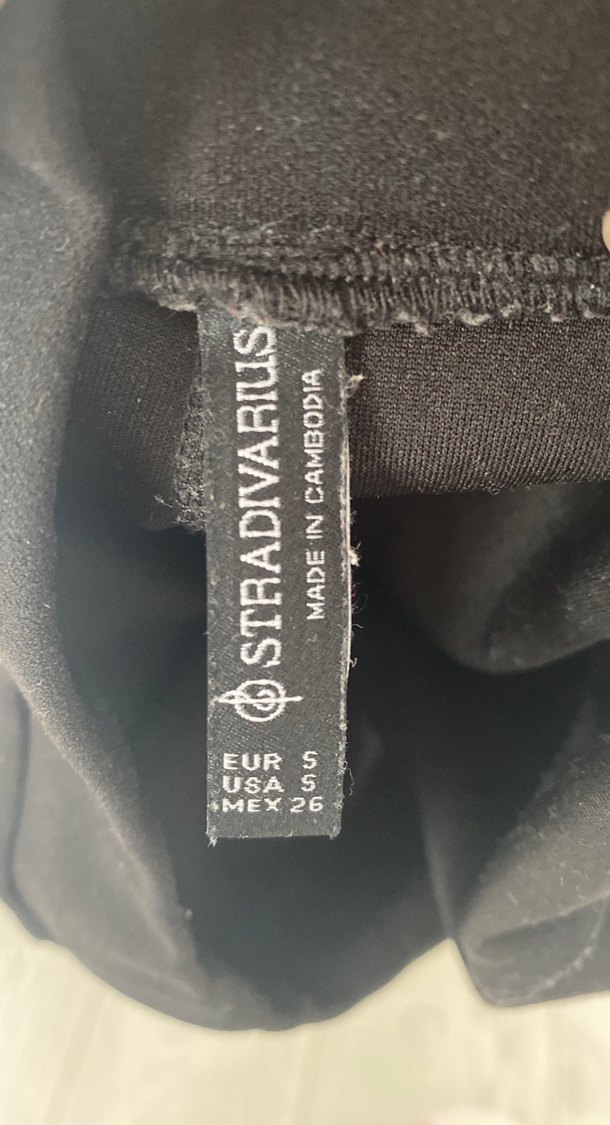 STRADIVARIUS
MADE IN CAMBODIA
EUR S
USA S
MEX 26